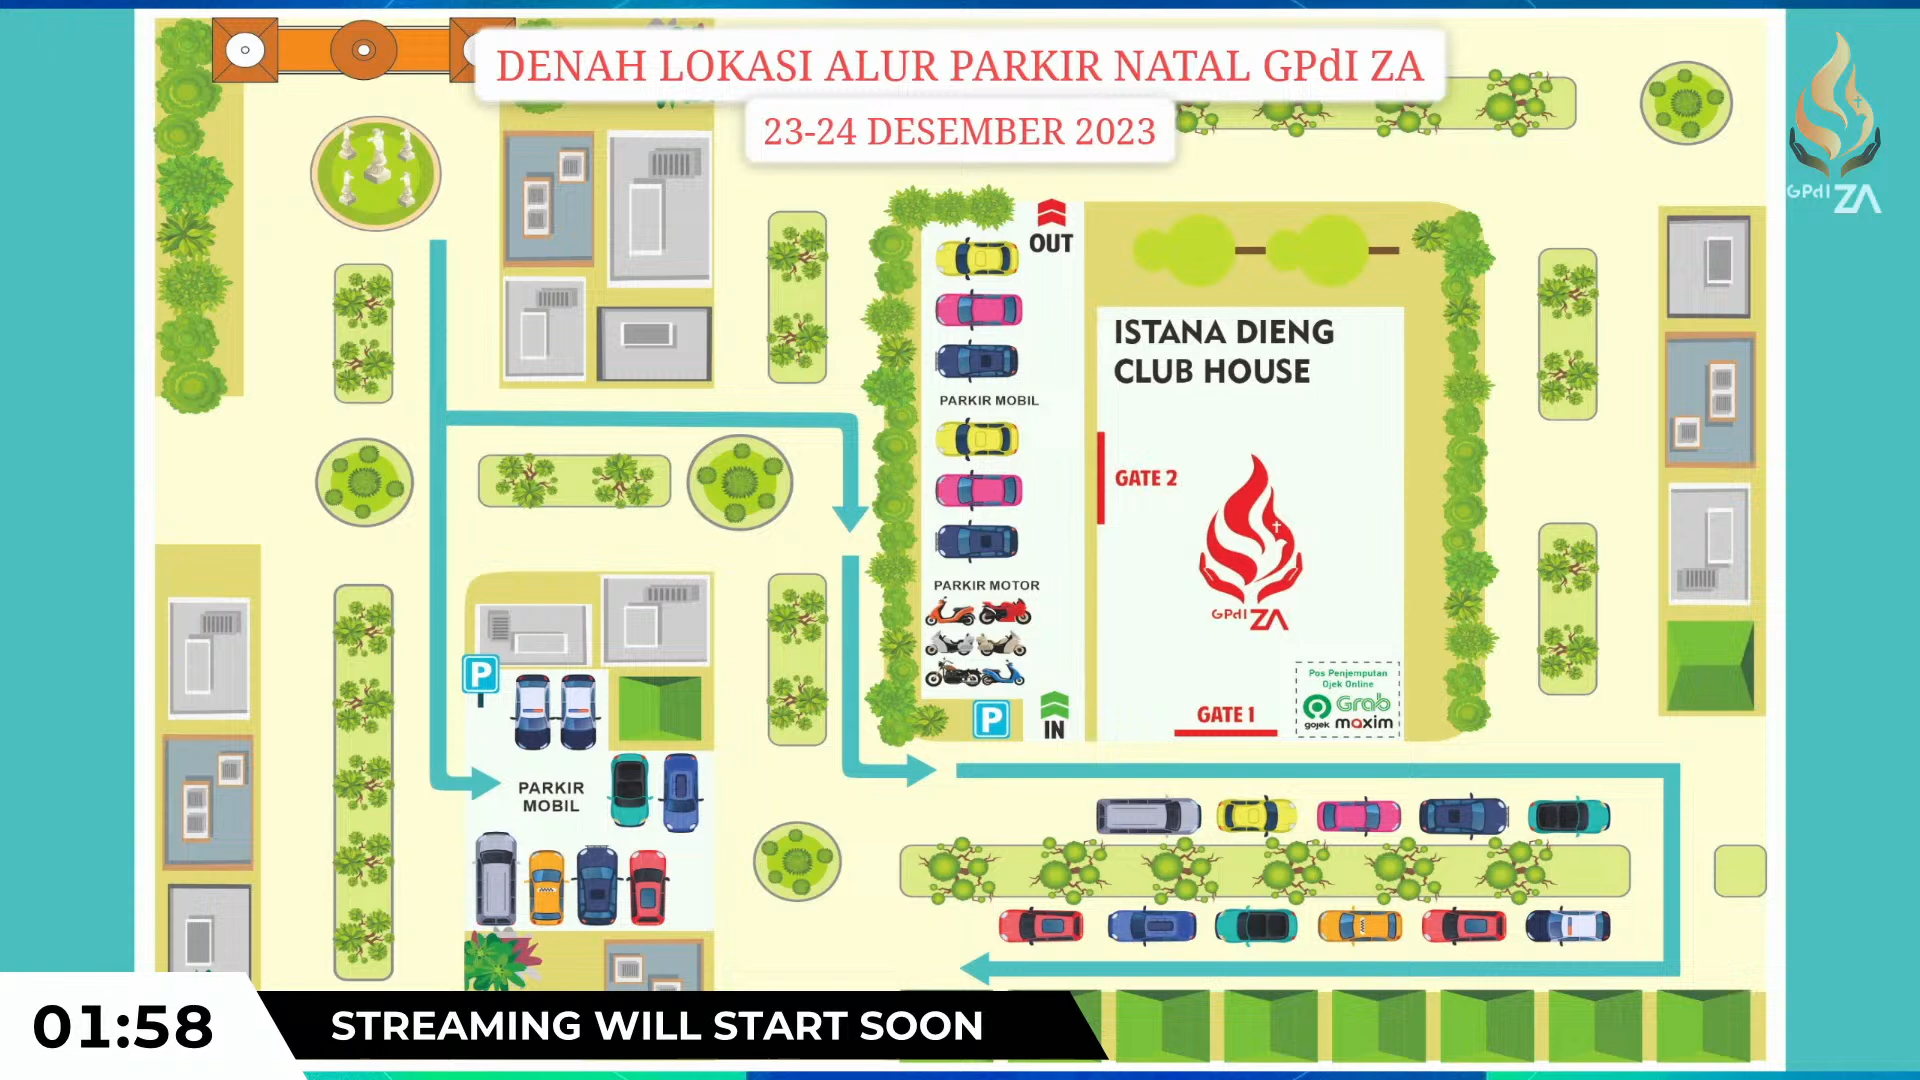 DENAH LOKASI ALUR PARKIR NATAL GPdI ZA
23-24 DESEMBER 2023
GPdI ZA
OUT
ISTANA DIENG
CLUB HOUSE
PARKIR MOBIL
GATE 2
PARKIR MOTOR
GPdI ZA
P
Pos Penjemputan
Ojek Online
Grab
gojek maxim
P
IN
GATE 1
PARKIR
MOBIL
01:58
STREAMING WILL START SOON